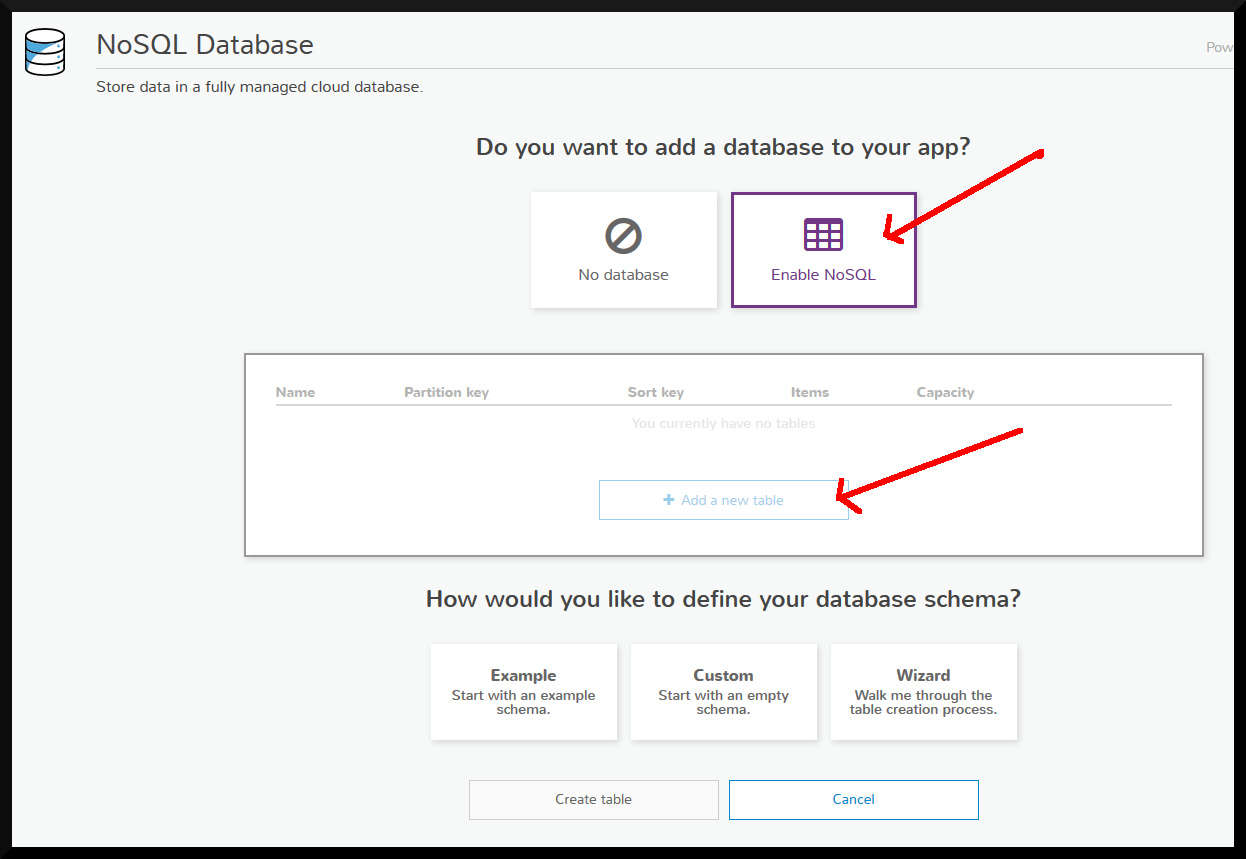 NoSQL Database
Pow
Store data in a fully managed cloud database.
Do you want to add a database to your app?
No database
Enable NoSQL
Name Partition key Sort key Items Capacity
You currently have no tables
+ Add a new table
How would you like to define your database schema?
Example
Start with an example
schema.
Custom
Start with an empty
schema.
Wizard
Walk me through the
table creation process.
Create table
Cancel